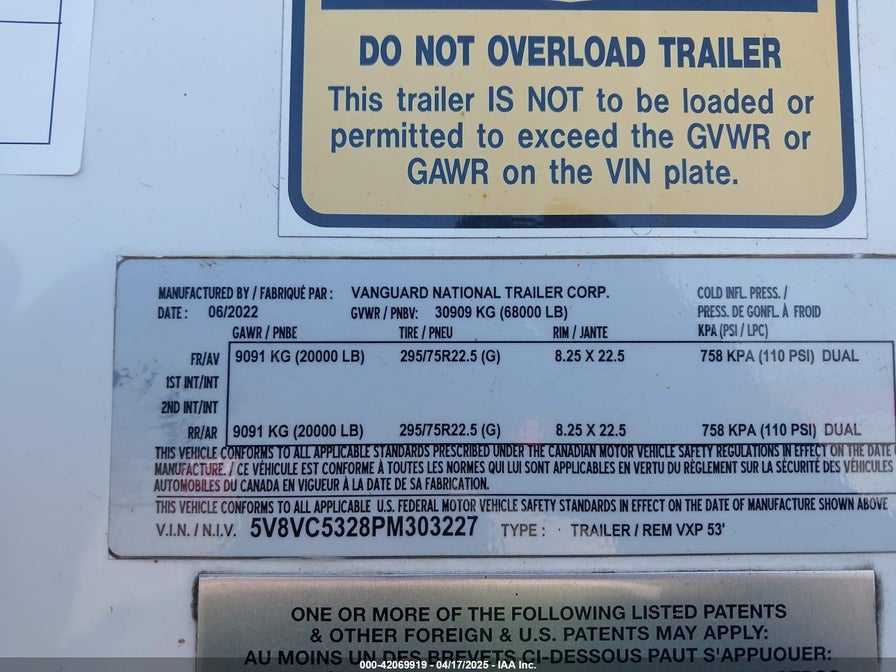 DO NOT OVERLOAD TRAILER
This trailer IS NOT to be loaded or
permitted to exceed the GVWR or
GAWR on the VIN plate.
MANUFACTURED BY / FABRIQUÉ PAR : VANGUARD NATIONAL TRAILER CORP. COLD INFL. PRESS. /
DATE : 06/2022 GVWR / PNBV: 30909 KG (68000 LB) PRESS. DE GONFL. À FROID
GAWR / PNBE TIRE / PNEU RIM / JANTE KPA (PSI / LPC)
FR/AV 9091 KG (20000 LB) 295/75R22.5 (G) 8.25 X 22.5 758 KPA (110 PSI) DUAL
1ST INT/INT
2ND INT/INT
RR/AR 9091 KG (20000 LB) 295/75R22.5 (G) 8.25 X 22.5 758 KPA (110 PSI) DUAL
THIS VEHICLE CONFORMS TO ALL APPLICABLE STANDARDS PRESCRIBED UNDER THE CANADIAN MOTOR VEHICLE SAFETY REGULATIONS IN EFFECT ON THE DATE
MANUFACTURE. / CE VÉHICULE EST CONFORME À TOUTES LES NORMES QUI LUI SONT APPLICABLES EN VERTU DU RÈGLEMENT SUR LA SÉCURITÉ DES VÉHICULES
AUTOMOBILES DU CANADA EN VIGUEUR À LA DATE DE SA FABRICATION.
THIS VEHICLE CONFORMS TO ALL APPLICABLE U.S. FEDERAL MOTOR VEHICLE SAFETY STANDARDS IN EFFECT ON THE DATE OF MANUFACTURE SHOWN ABOVE
V.I.N. / N.I.V. 5V8VC5328PM303227 TYPE : TRAILER / REM VXP 53'
ONE OR MORE OF THE FOLLOWING LISTED PATENTS
& OTHER FOREIGN & U.S. PATENTS MAY APPLY:
AU MOINS UN DES BREVETS CI-DESSOUS PAUT S'APPLIQUER:
000-42069919 - 04/17/2025 - IAA Inc.